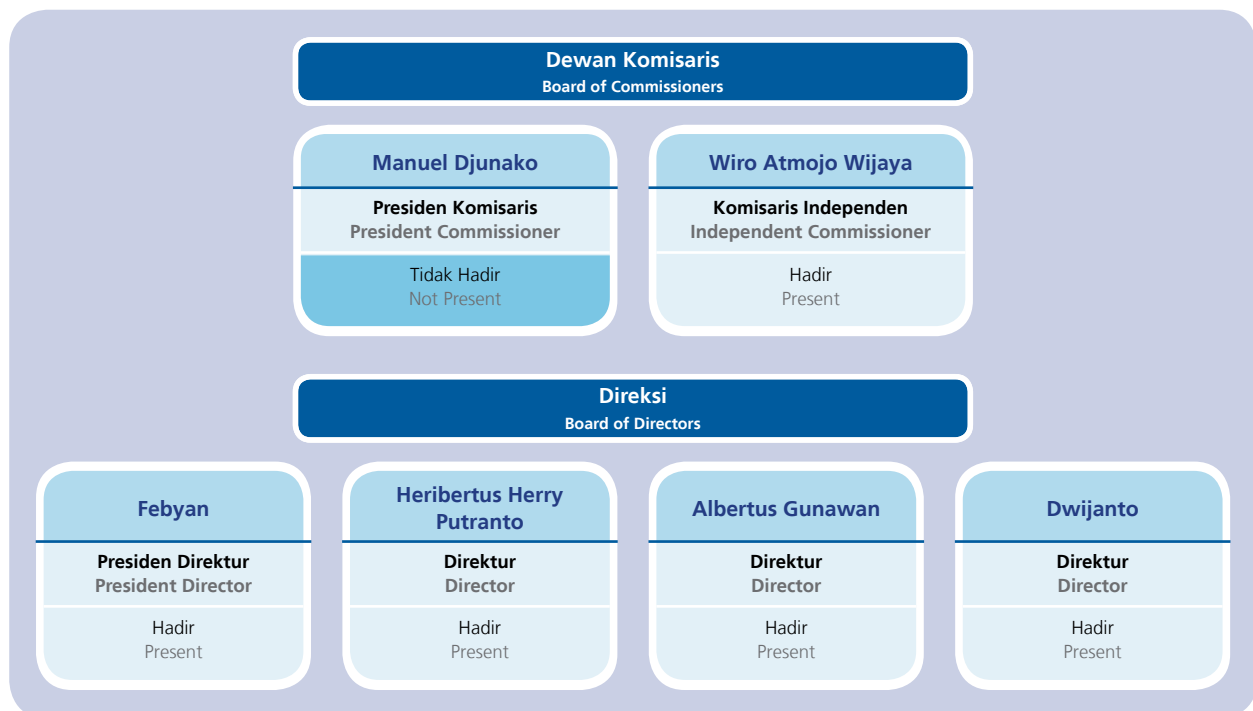 Dewan Komisaris
Board of Commissioners
Manuel Djunako
Presiden Komisaris
President Commissioner
Tidak Hadir
Not Present
Wiro Atmojo Wijaya
Komisaris Independen
Independent Commissioner
Hadir
Present
Direksi
Board of Directors
Febyan
Presiden Direktur
President Director
Hadir
Present
Heribertus Herry
Putranto
Direktur
Director
Hadir
Present
Albertus Gunawan
Direktur
Director
Hadir
Present
Dwijanto
Direktur
Director
Hadir
Present